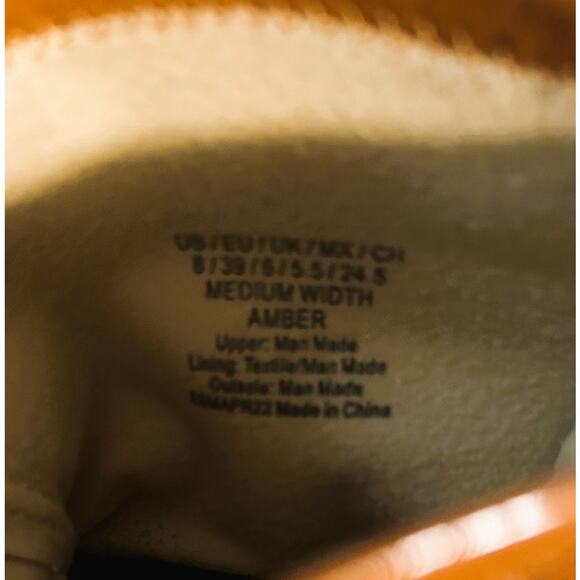 US / EU / UK / MX / CH
8 / 39 / 6 / 5.5 / 24.5
MEDIUM WIDTH
AMBER
Upper: Man Made
Lining: Textile/Man Made
Outsole: Man Made
Made in China